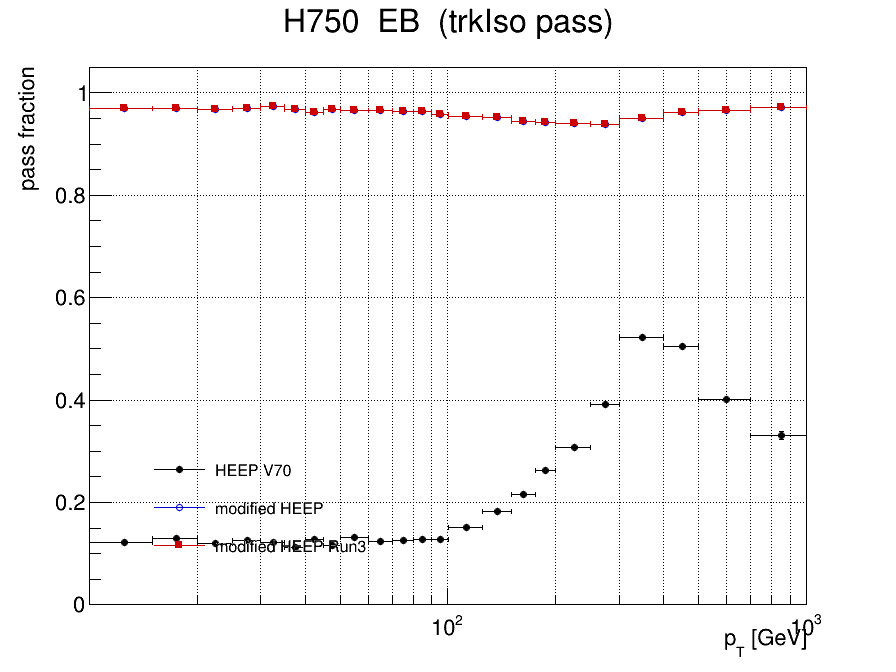 H750 EB (trkIso pass)
pass fraction
1
0.8
0.6
0.4
0.2
0
HEEP V70
modified HEEP
modified HEEP Run3
10²
10³
p_T [GeV]